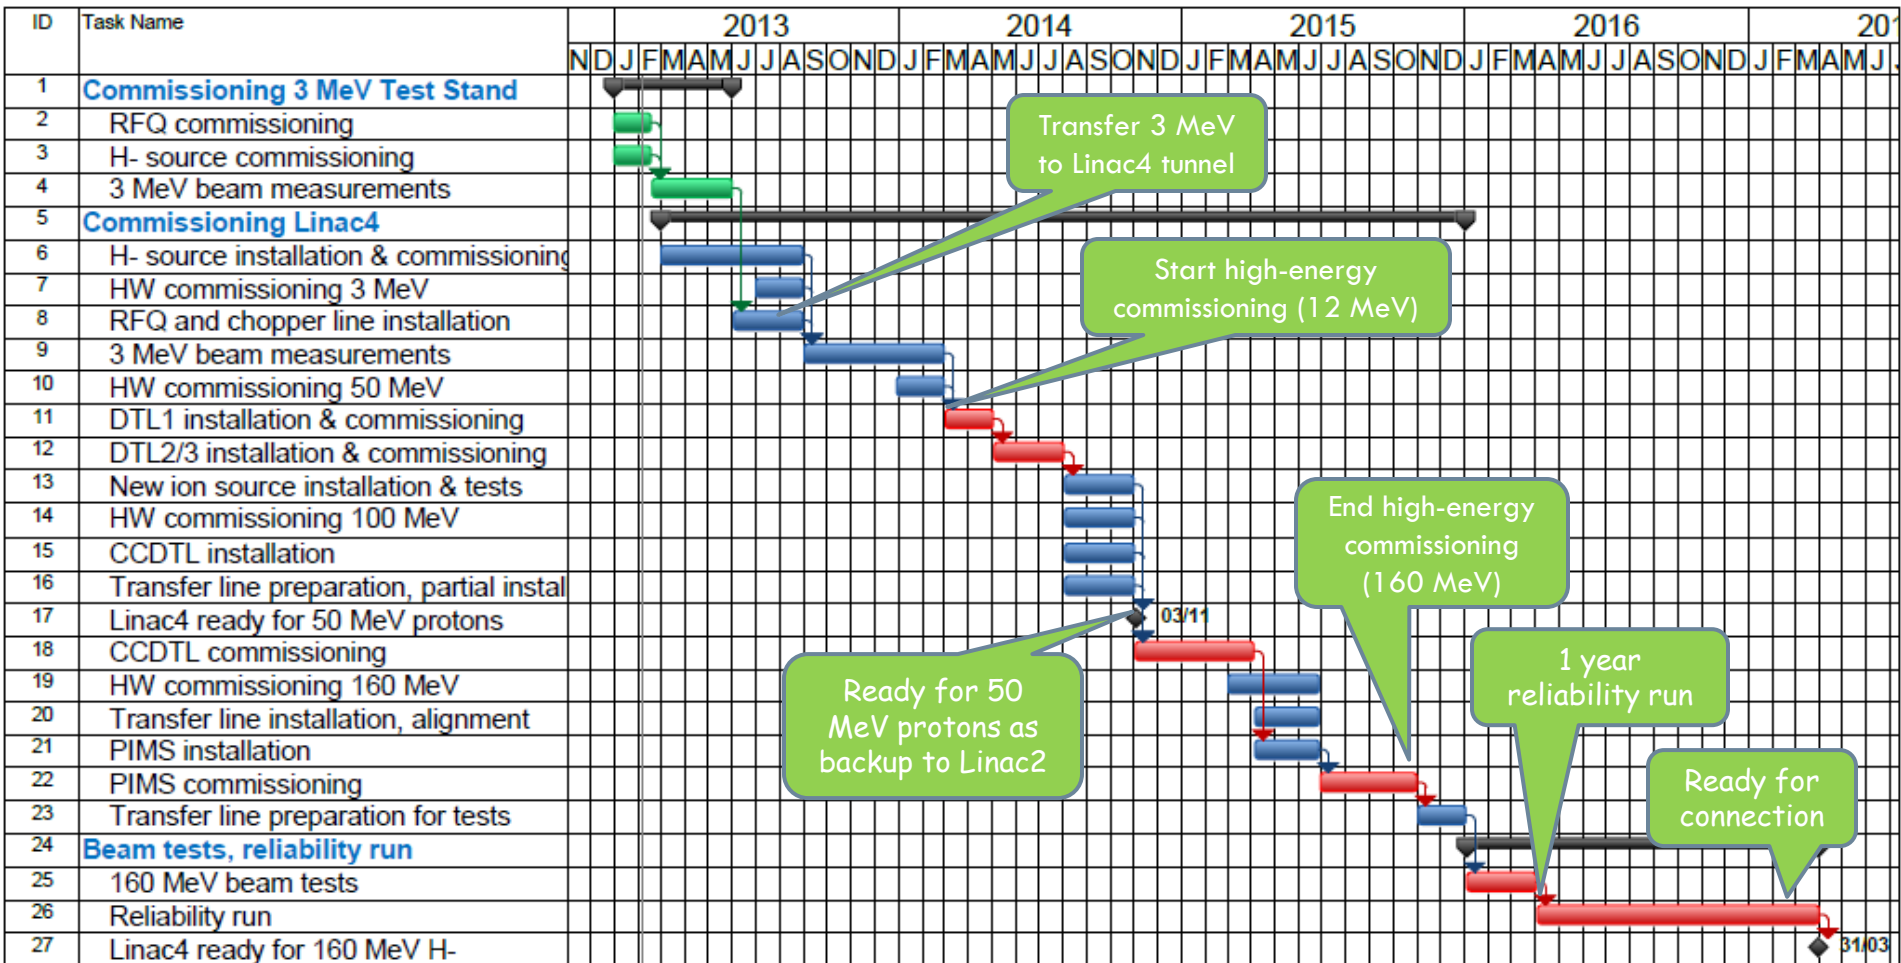 ID Task Name 2013 2014 2015 2016 201
N D J F M A M J J A S O N D J F M A M J J A S O N D J F M A M J J A S O N D J F M A M J J A S O N D J F M A M J
1 Commissioning 3 MeV Test Stand
2 RFQ commissioning
3 H- source commissioning
4 3 MeV beam measurements
5 Commissioning Linac4
6 H- source installation & commissioning
7 HW commissioning 3 MeV
8 RFQ and chopper line installation
9 3 MeV beam measurements
10 HW commissioning 50 MeV
11 DTL1 installation & commissioning
12 DTL2/3 installation & commissioning
13 New ion source installation & tests
14 HW commissioning 100 MeV
15 CCDTL installation
16 Transfer line preparation, partial instal
17 Linac4 ready for 50 MeV protons 03/11
18 CCDTL commissioning
19 HW commissioning 160 MeV
20 Transfer line installation, alignment
21 PIMS installation
22 PIMS commissioning
23 Transfer line preparation for tests
24 Beam tests, reliability run
25 160 MeV beam tests
26 Reliability run
27 Linac4 ready for 160 MeV H- 31/03
Transfer 3 MeV
to Linac4 tunnel
Start high-energy
commissioning (12 MeV)
End high-energy
commissioning
(160 MeV)
Ready for 50
MeV protons as
backup to Linac2
1 year
reliability run
Ready for
connection